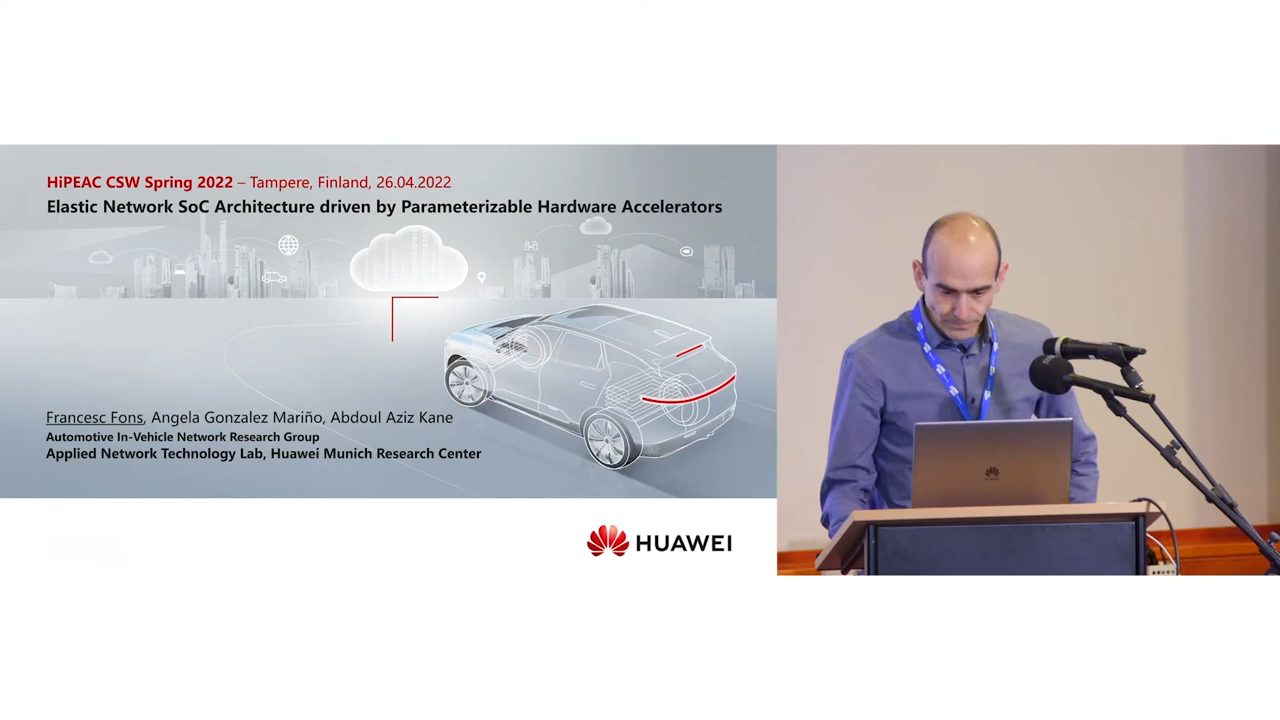 HiPEAC CSW Spring 2022 – Tampere, Finland, 26.04.2022
Elastic Network SoC Architecture driven by Parameterizable Hardware Accelerators
Francesc Fons, Angela Gonzalez Mariño, Abdoul Aziz Kane
Automotive In-Vehicle Network Research Group
Applied Network Technology Lab, Huawei Munich Research Center
HUAWEI